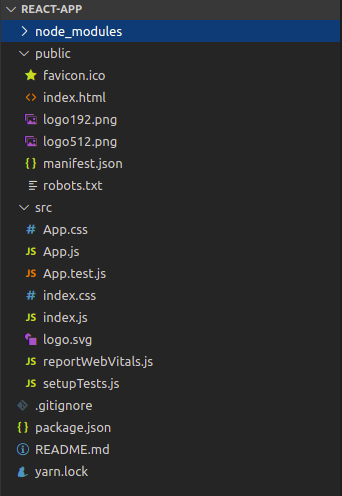 REACT-APP
node_modules
public
favicon.ico
index.html
logo192.png
logo512.png
manifest.json
robots.txt
src
App.css
App.js
App.test.js
index.css
index.js
logo.svg
reportWebVitals.js
setupTests.js
.gitignore
package.json
README.md
yarn.lock